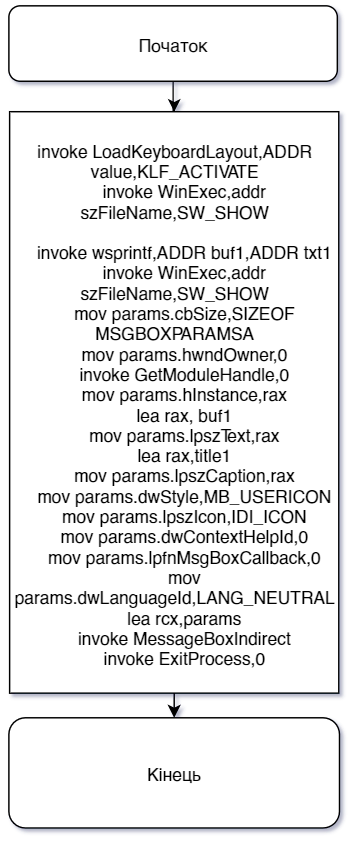 Початок
invoke LoadKeyboardLayout,ADDR
value,KLF_ACTIVATE
invoke WinExec,addr
szFileName,SW_SHOW
invoke wsprintf,ADDR buf1,ADDR txt1
invoke WinExec,addr
szFileName,SW_SHOW
mov params.cbSize,SIZEOF
MSGBOXPARAMSA
mov params.hwndOwner,0
invoke GetModuleHandle,0
mov params.hInstance,rax
lea rax, buf1
mov params.lpszText,rax
lea rax,title1
mov params.lpszCaption,rax
mov params.dwStyle,MB_USERICON
mov params.lpszIcon,IDI_ICON
mov params.dwContextHelpId,0
mov params.lpfnMsgBoxCallback,0
mov
params.dwLanguageId,LANG_NEUTRAL
lea rcx,params
invoke MessageBoxIndirect
invoke ExitProcess,0
Кінець